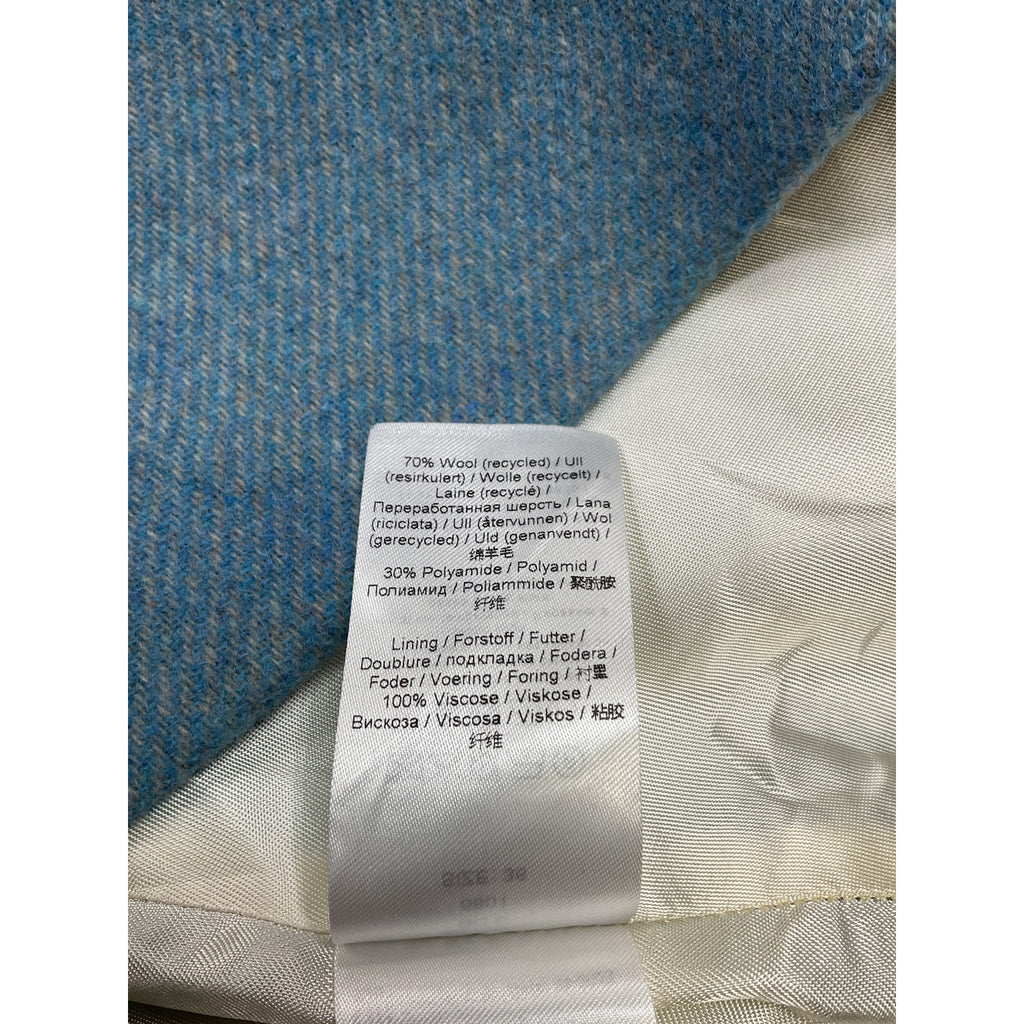 70% Wool (recycled) / Ull
(resirkulert) / Wolle (recycelt) /
Laine (recyclé) /
Переработанная шерсть / Lana
(riciclata) / Ull (återvunnen) / Wol
(gerecycled) / Uld (genanvendt) /
绵羊毛
30% Polyamide / Polyamid /
Полиамид / Poliammide / 聚酰胺
纤维
Lining / Forstoff / Futter /
Doublure / подкладка / Fodera /
Foder / Voering / Foring / 衬里
100% Viscose / Viskose /
Вискоза / Viscosa / Viskos / 粘胶
纤维
SIZE